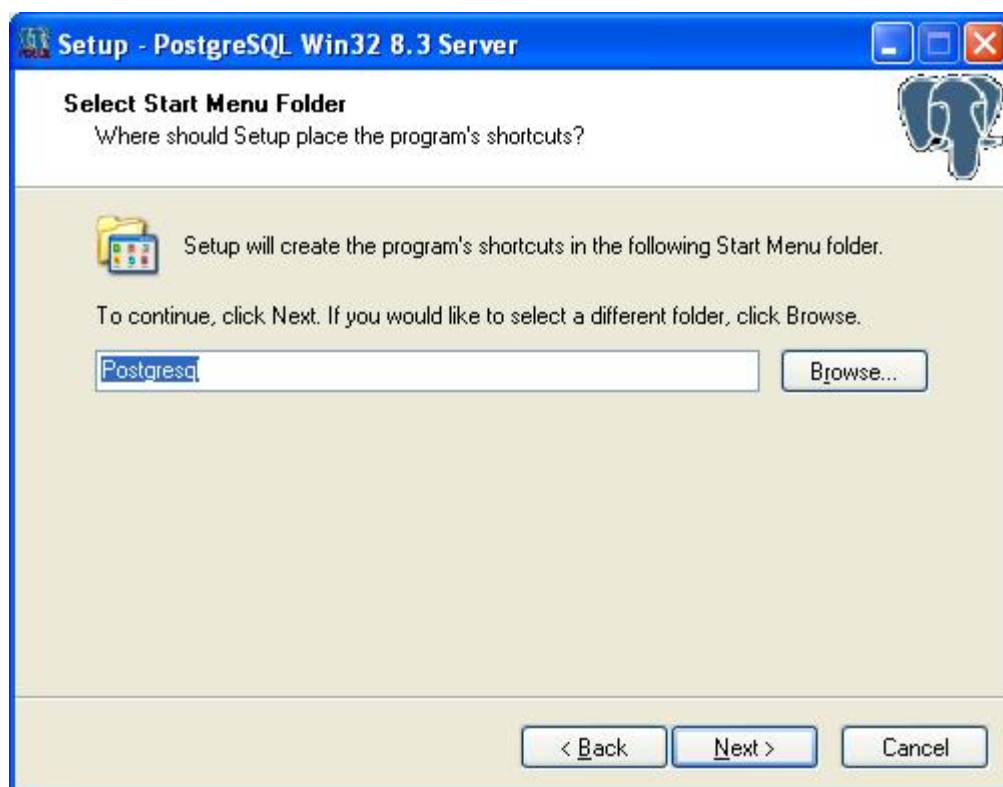 Setup - PostgreSQL Win32 8.3 Server
Select Start Menu Folder
Where should Setup place the program's shortcuts?
Setup will create the program's shortcuts in the following Start Menu folder.
To continue, click Next. If you would like to select a different folder, click Browse.
Postgresq
Browse...
< Back
Next >
Cancel